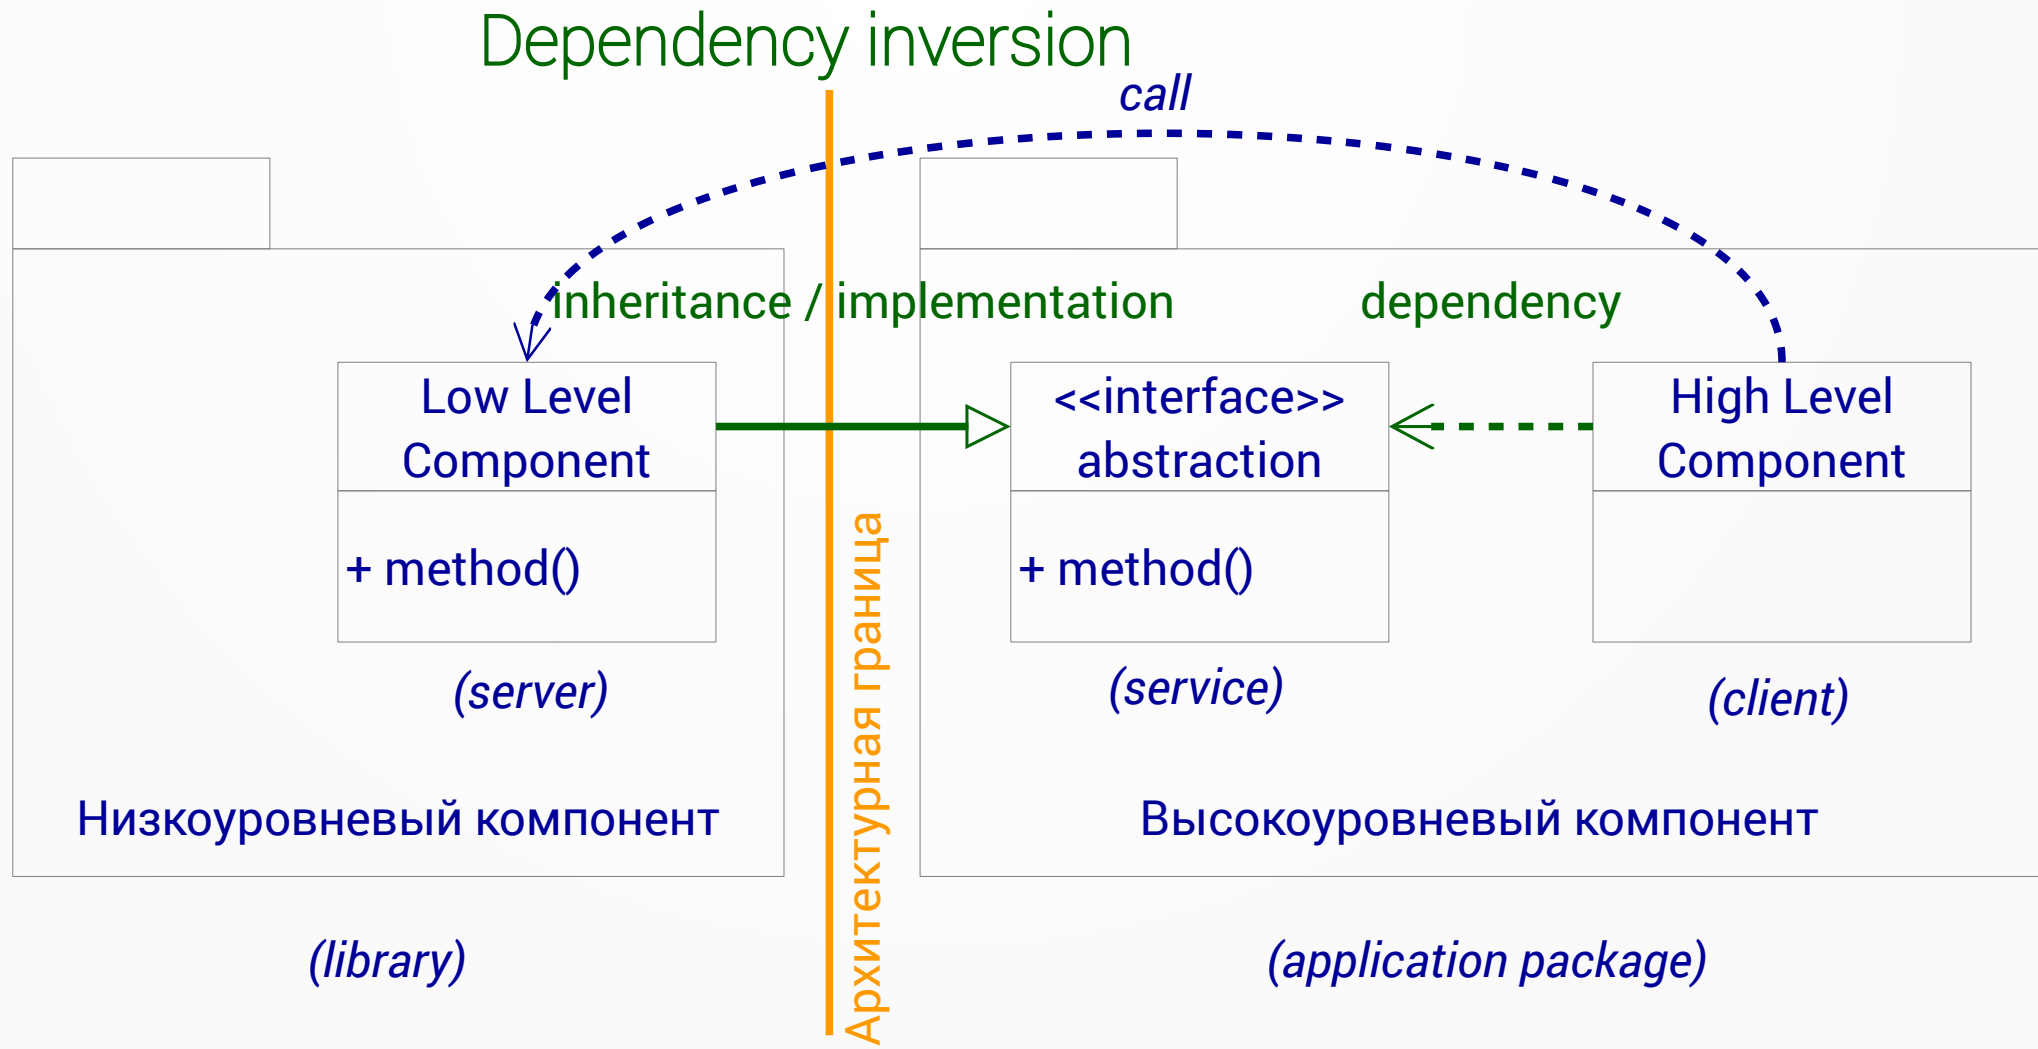 Dependency inversion
call
inheritance / implementation
dependency
Low Level
Component
+ method()
(server)
<<interface>>
abstraction
+ method()
(service)
High Level
Component
(client)
Архитектурная граница
Низкоуровневый компонент
Высокоуровневый компонент
(library)
(application package)